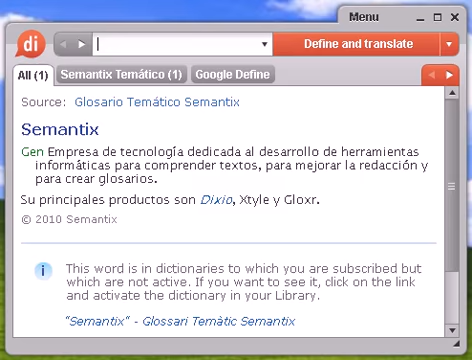 Menu
di
Define and translate
All (1)
Semantix Temático (1)
Google Define
Source: Glosario Temático Semantix
Semantix
Gen Empresa de tecnología dedicada al desarrollo de herramientas
informáticas para comprender textos, para mejorar la redacción y
para crear glosarios.
Su principales productos son Dixio, Xtyle y Gloxr.
© 2010 Semantix
i
This word is in dictionaries to which you are subscribed but
which are not active. If you want to see it, click on the link
and activate the dictionary in your Library.
"Semantix" - Glossari Temàtic Semantix